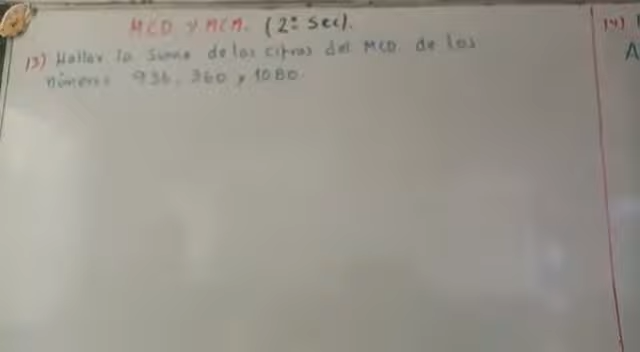 MCD Y MCM. (2º Sec).
13) Hallar la suma de las cifras del MCD de los
números 936, 360 y 1080.
14)
A